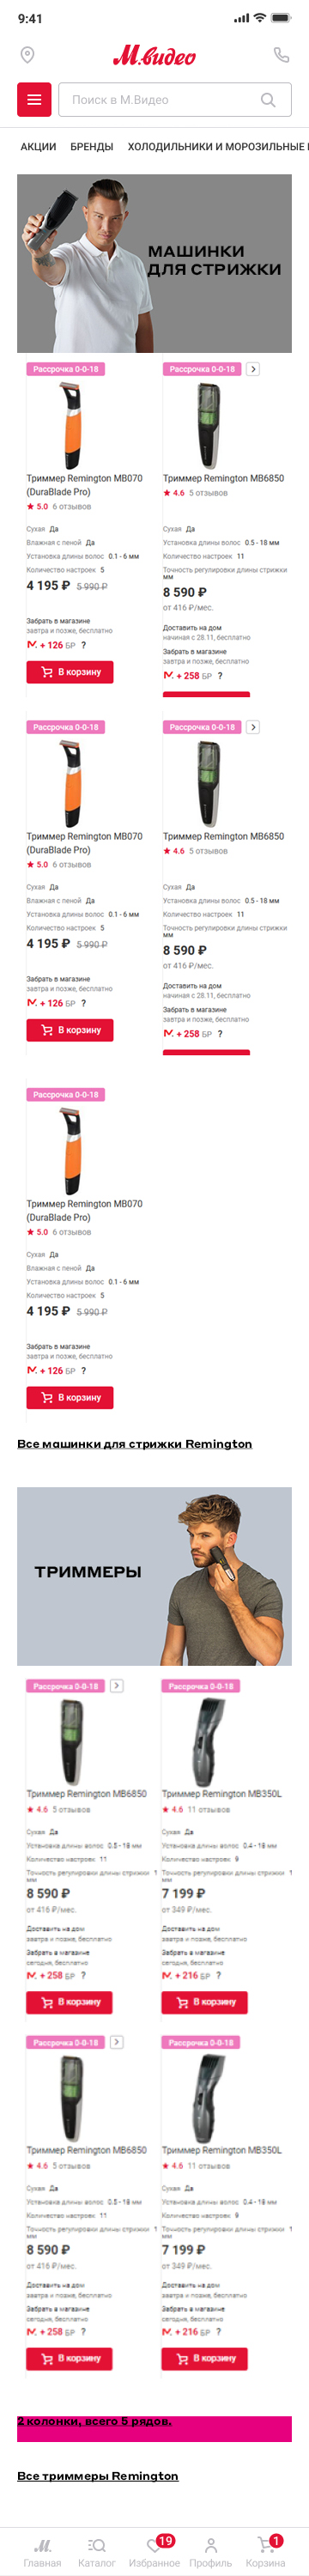 9:41
М.Видео
Поиск в М.Видео
АКЦИИ БРЕНДЫ ХОЛОДИЛЬНИКИ И МОРОЗИЛЬНЫЕ
МАШИНКИ
ДЛЯ СТРИЖКИ
Рассрочка 0-0-18
Триммер Remington MB070
(DuraBlade Pro)
5.0 6 отзывов
Сухая Да
Влажная с пеной Да
Установка длины волос 0.1 - 6 мм
Количество настроек 5
4 195 ₽ 5 990 ₽
Забрать в магазине
завтра и позже, бесплатно
+ 126 БР ?
В корзину
Рассрочка 0-0-18
Триммер Remington MB6850
4.6 5 отзывов
Сухая Да
Установка длины волос 0.5 - 18 мм
Количество настроек 11
Точность регулировки длины стрижки
мм
8 590 ₽
от 416 ₽/мес.
Доставить на дом
начиная с 28.11, бесплатно
Забрать в магазине
завтра и позже, бесплатно
+ 258 БР ?
Рассрочка 0-0-18
Триммер Remington MB070
(DuraBlade Pro)
5.0 6 отзывов
Сухая Да
Влажная с пеной Да
Установка длины волос 0.1 - 6 мм
Количество настроек 5
4 195 ₽ 5 990 ₽
Забрать в магазине
завтра и позже, бесплатно
+ 126 БР ?
В корзину
Рассрочка 0-0-18
Триммер Remington MB6850
4.6 5 отзывов
Сухая Да
Установка длины волос 0.5 - 18 мм
Количество настроек 11
Точность регулировки длины стрижки
мм
8 590 ₽
от 416 ₽/мес.
Доставить на дом
начиная с 28.11, бесплатно
Забрать в магазине
завтра и позже, бесплатно
+ 258 БР ?
Рассрочка 0-0-18
Триммер Remington MB070
(DuraBlade Pro)
5.0 6 отзывов
Сухая Да
Влажная с пеной Да
Установка длины волос 0.1 - 6 мм
Количество настроек 5
4 195 ₽ 5 990 ₽
Забрать в магазине
завтра и позже, бесплатно
+ 126 БР ?
В корзину
Все машинки для стрижки Remington
ТРИММЕРЫ
Рассрочка 0-0-18
Триммер Remington MB6850
4.6 5 отзывов
Сухая Да
Установка длины волос 0.5 - 18 мм
Количество настроек 11
Точность регулировки длины стрижки 1
мм
8 590 ₽
от 416 ₽/мес.
Доставить на дом
завтра и позже, бесплатно
Забрать в магазине
сегодня, бесплатно
+ 258 БР ?
В корзину
Рассрочка 0-0-18
Триммер Remington MB350L
4.6 11 отзывов
Сухая Да
Установка длины волос 0.4 - 18 мм
Количество настроек 9
Точность регулировки длины стрижки 1
мм
7 199 ₽
от 349 ₽/мес.
Доставить на дом
завтра и позже, бесплатно
Забрать в магазине
сегодня, бесплатно
+ 216 БР ?
В корзину
Рассрочка 0-0-18
Триммер Remington MB6850
4.6 5 отзывов
Сухая Да
Установка длины волос 0.5 - 18 мм
Количество настроек 11
Точность регулировки длины стрижки 1
мм
8 590 ₽
от 416 ₽/мес.
Доставить на дом
завтра и позже, бесплатно
Забрать в магазине
сегодня, бесплатно
+ 258 БР ?
В корзину
Рассрочка 0-0-18
Триммер Remington MB350L
4.6 11 отзывов
Сухая Да
Установка длины волос 0.4 - 18 мм
Количество настроек 9
Точность регулировки длины стрижки 1
мм
7 199 ₽
от 349 ₽/мес.
Доставить на дом
завтра и позже, бесплатно
Забрать в магазине
сегодня, бесплатно
+ 216 БР ?
В корзину
2 колонки, всего 5 рядов.
Все триммеры Remington
19 1
Главная Каталог Избранное Профиль Корзина